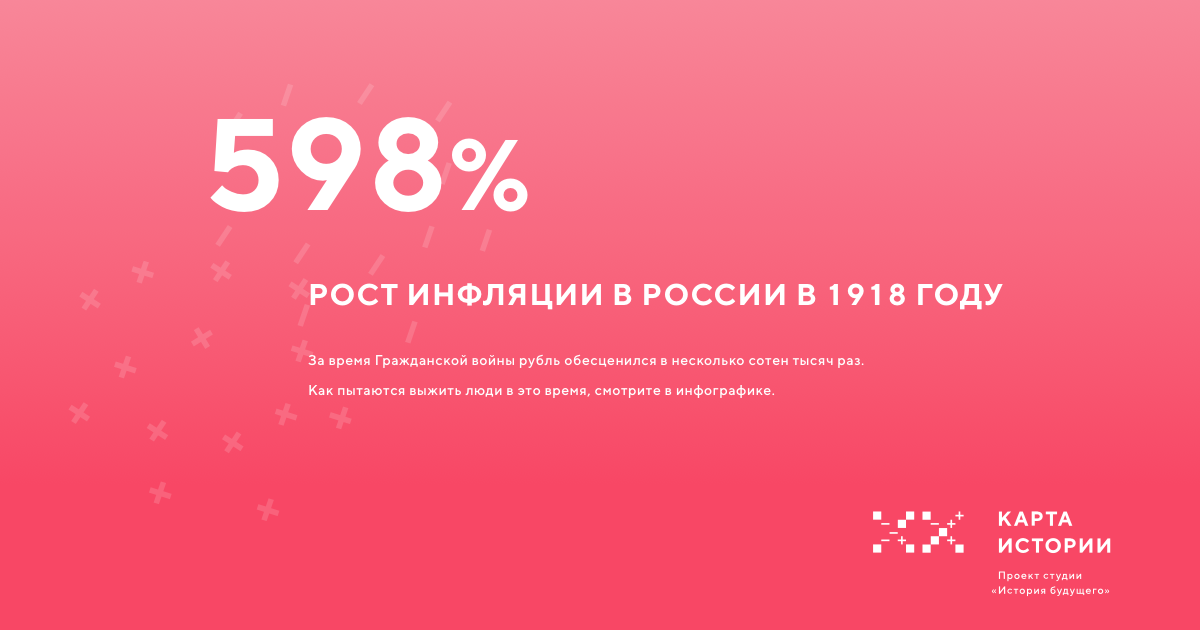 598%
РОСТ ИНФЛЯЦИИ В РОССИИ В 1918 ГОДУ
За время Гражданской войны рубль обесценился в несколько сотен тысяч раз.
Как пытаются выжить люди в это время, смотрите в инфографике.
КАРТА
ИСТОРИИ
Проект студии
«История будущего»